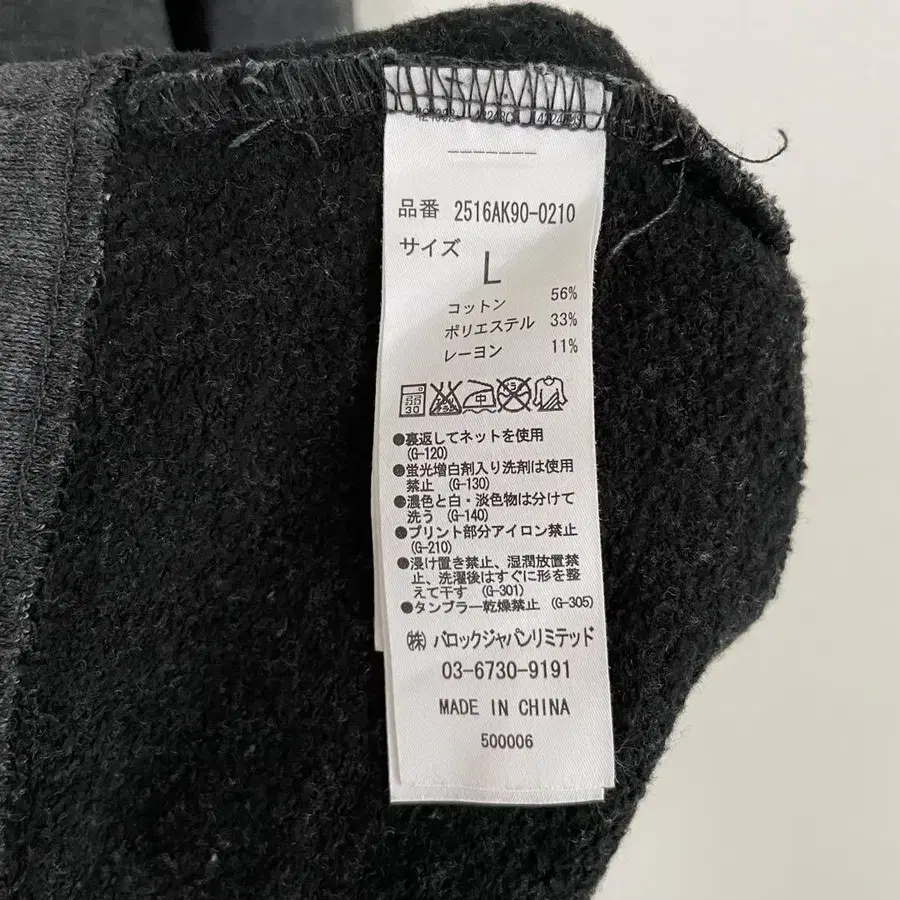 品番 2516AK90-0210
サイズ
L
コットン 56%
ポリエステル 33%
レーヨン 11%
30 中
●裏返してネットを使用
(G-120)
●蛍光増白剤入り洗剤は使用
禁止 (G-130)
●濃色と白・淡色物は分けて
洗う (G-140)
●プリント部分アイロン禁止
(G-210)
●浸け置き禁止、湿潤放置禁
止、洗濯後はすぐに形を整
えて干す (G-301)
●タンブラー乾燥禁止 (G-305)
㈱ バロックジャパンリミテッド
03-6730-9191
MADE IN CHINA
500006